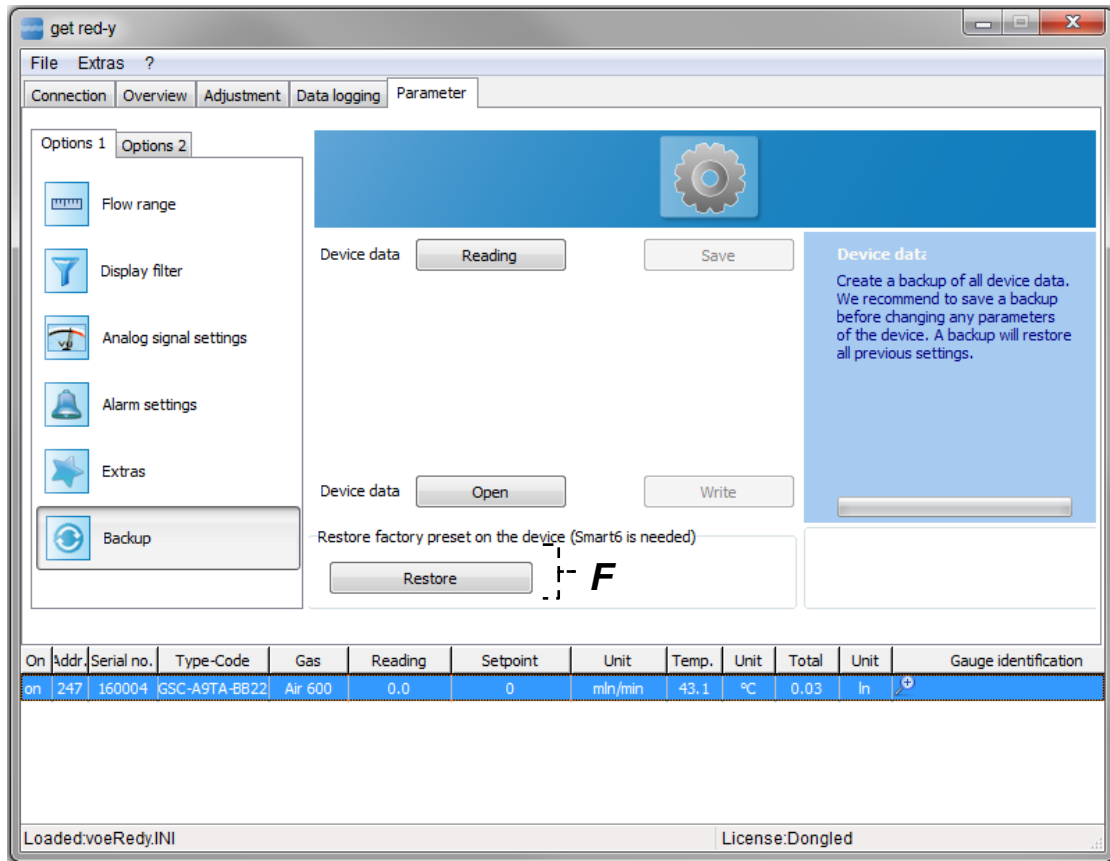 get red-y
File Extras ?
Connection Overview Adjustment Data logging Parameter
Options 1 Options 2
Flow range
Display filter
Analog signal settings
Alarm settings
Extras
Backup
Device data Reading Save
Device data Open Write
Restore factory preset on the device (Smart6 is needed)
Restore
F
Device data
Create a backup of all device data.
We recommend to save a backup
before changing any parameters
of the device. A backup will restore
all previous settings.
On Addr. Serial no. Type-Code Gas Reading Setpoint Unit Temp. Unit Total Unit Gauge identification
on 247 160004 GSC-A9TA-BB22 Air 600 0.0 0 mln/min 43.1 °C 0.03 ln
Loaded:voeRedy.INI License:Dongled